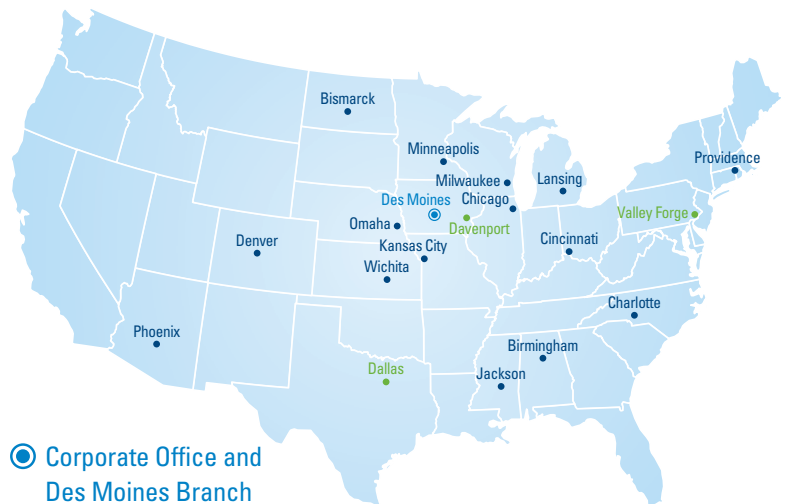 Bismarck
Minneapolis
Providence
Milwaukee
Lansing
Des Moines
Chicago
Valley Forge
Omaha
Davenport
Denver
Kansas City
Cincinnati
Wichita
Charlotte
Phoenix
Birmingham
Dallas
Jackson
Corporate Office and
Des Moines Branch